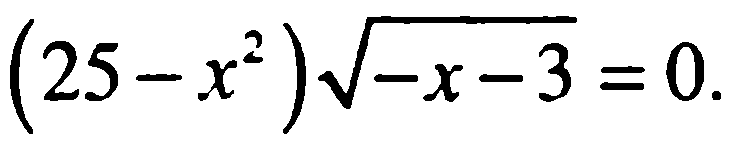 (25 − x²)√(−x − 3) = 0.